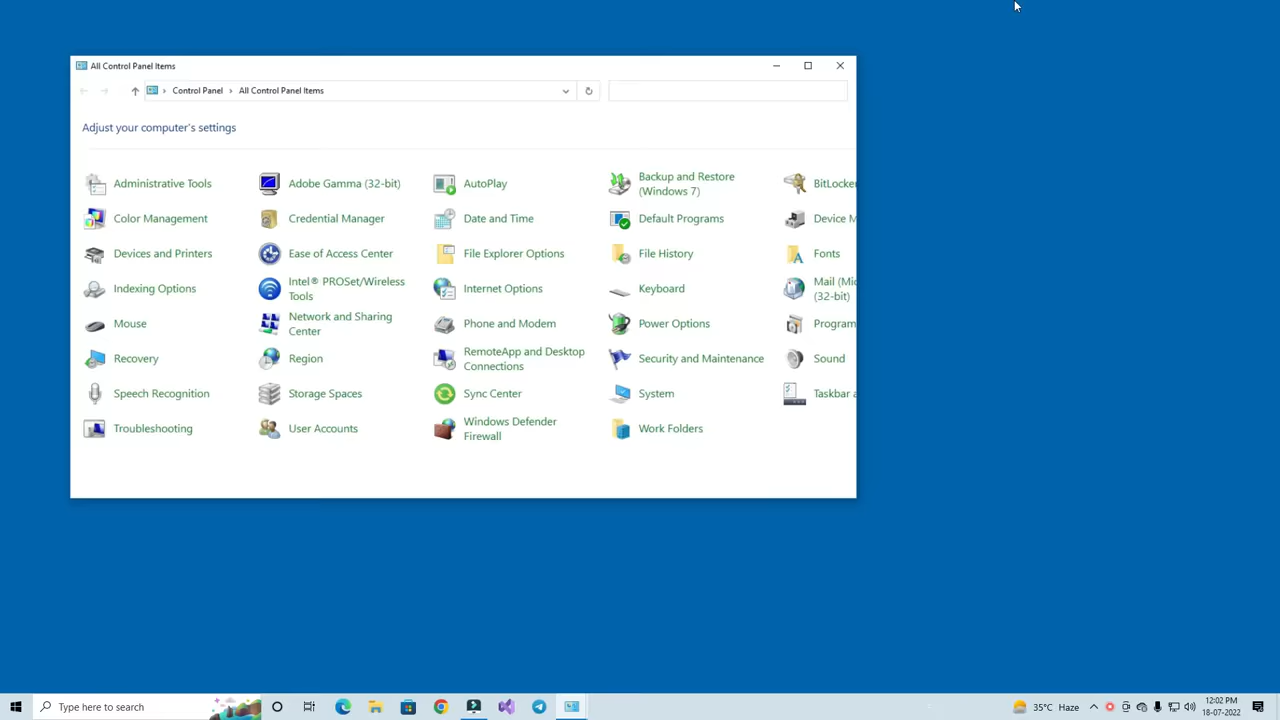 All Control Panel Items
Control Panel
All Control Panel Items
Adjust your computer's settings
Administrative Tools
Adobe Gamma (32-bit)
AutoPlay
Backup and Restore
(Windows 7)
BitLocker
Color Management
Credential Manager
Date and Time
Default Programs
Device M
Devices and Printers
Ease of Access Center
File Explorer Options
File History
Fonts
Indexing Options
Intel® PROSet/Wireless
Tools
Internet Options
Keyboard
Mail (Mic
(32-bit)
Mouse
Network and Sharing
Center
Phone and Modem
Power Options
Program
Recovery
Region
RemoteApp and Desktop
Connections
Security and Maintenance
Sound
Speech Recognition
Storage Spaces
Sync Center
System
Taskbar a
Troubleshooting
User Accounts
Windows Defender
Firewall
Work Folders
Type here to search
35°C Haze
12:02 PM
18-07-2022